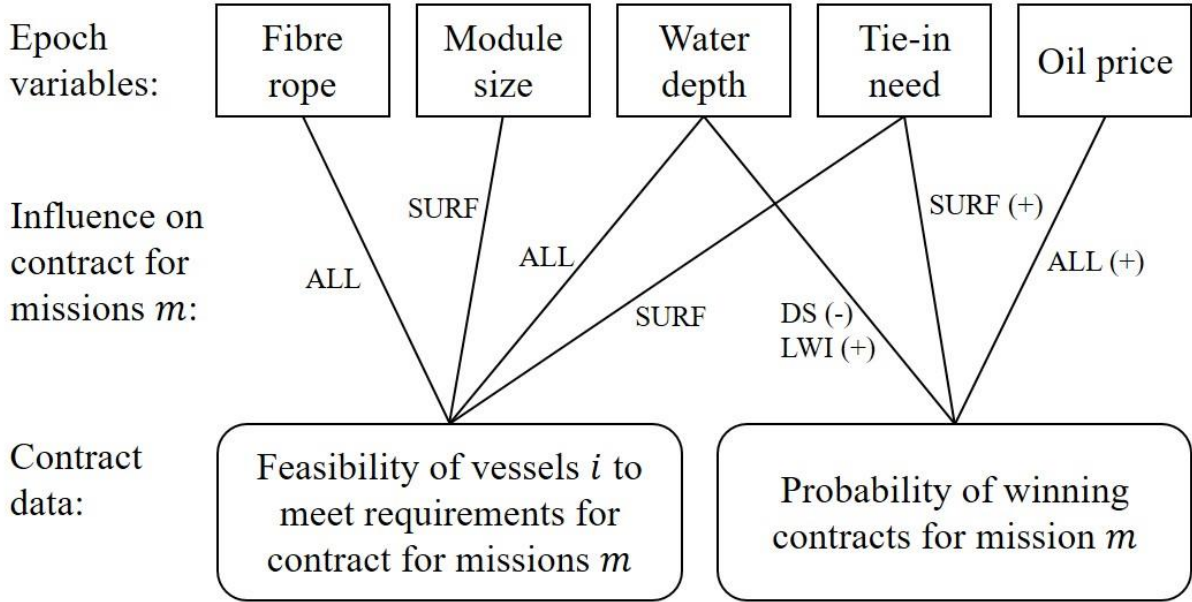 Epoch
variables:
Fibre
rope
Module
size
Water
depth
Tie-in
need
Oil price
Influence on
contract for
missions m:
ALL
SURF
ALL
SURF
DS (-)
LWI (+)
SURF (+)
ALL (+)
Contract
data:
Feasibility of vessels i to
meet requirements for
contract for missions m
Probability of winning
contracts for mission m